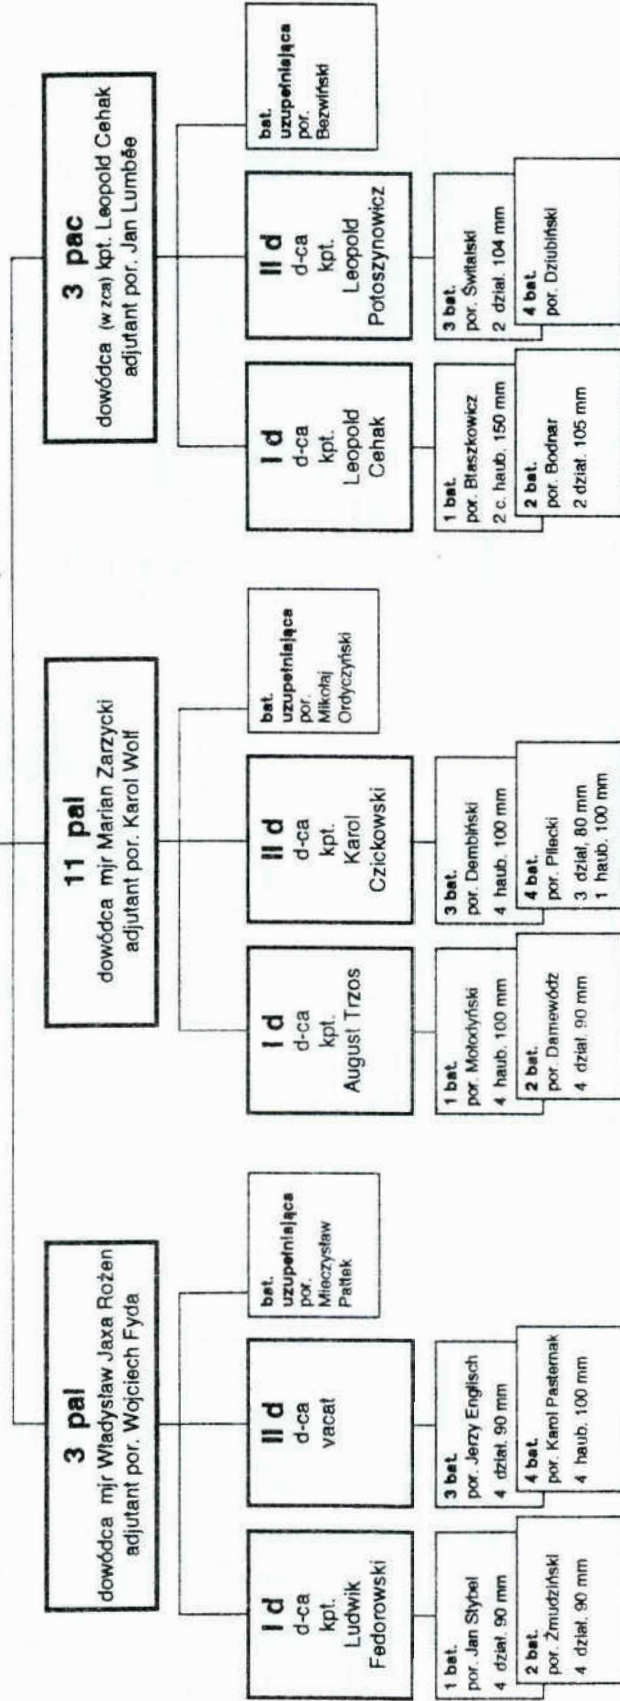 3 pal
dowódca mjr Władysław Jaxa Rożen
adjutant por. Wojciech Fyda
I d
d-ca
kpt.
Ludwik
Fedorowski
1 bat.
por. Jan Stybel
4 dział. 90 mm
2 bat.
por. Żmudziński
4 dział. 90 mm
II d
d-ca
vacat
3 bat.
por. Jerzy Englisch
4 dział. 90 mm
4 bat.
por. Karol Pasternak
4 haub. 100 mm
bat.
uzupełniająca
por.
Mieczysław
Pattek
11 pal
dowódca mjr Marian Zarzycki
adjutant por. Karol Wolf
I d
d-ca
kpt.
August Trzos
1 bat.
por. Mołodyński
4 haub. 100 mm
2 bat.
por. Damewódz
4 dział. 90 mm
II d
d-ca
kpt.
Karol
Czickowski
3 bat.
por. Dembiński
4 haub. 100 mm
4 bat.
por. Pilecki
3 dział, 80 mm
1 haub. 100 mm
bat.
uzupełniająca
por.
Mikołaj
Ordyczyński
3 pac
dowódca (w zca) kpt. Leopold Cehak
adjutant por. Jan Lumbëe
I d
d-ca
kpt.
Leopold
Cehak
1 bat.
por. Błaszkowicz
2 c. haub. 150 mm
2 bat.
por. Bodnar
2 dział. 105 mm
II d
d-ca
kpt.
Leopold
Potoszynowicz
3 bat.
por. Świtalski
2 dział. 104 mm
4 bat.
por. Dziubiński
bat.
uzupełniająca
por.
Bezwiński